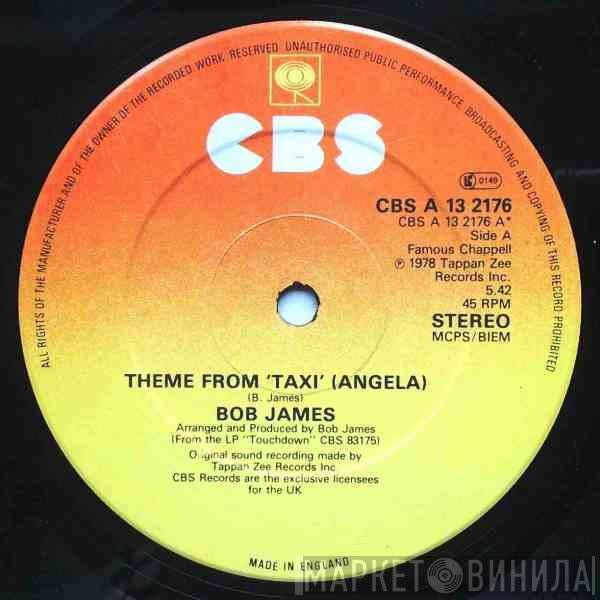 ALL RIGHTS OF THE MANUFACTURER AND OF THE OWNER OF THE RECORDED WORK RESERVED UNAUTHORISED PUBLIC PERFORMANCE BROADCASTING AND COPYING OF THIS RECORD PROHIBITED
CBS
LC 0149
CBS A 13 2176
CBS A 13 2176 A*
Side A
Famous Chappell
℗ 1978 Tappan Zee
Records Inc.
5.42
45 RPM
STEREO
MCPS/BIEM
THEME FROM 'TAXI' (ANGELA)
(B. James)
BOB JAMES
Arranged and Produced by Bob James
(From the LP "Touchdown" CBS 83175)
Original sound recording made by
Tappan Zee Records Inc
CBS Records are the exclusive licensees
for the UK
MADE IN ENGLAND
МАРКЕТ ВИНИЛА